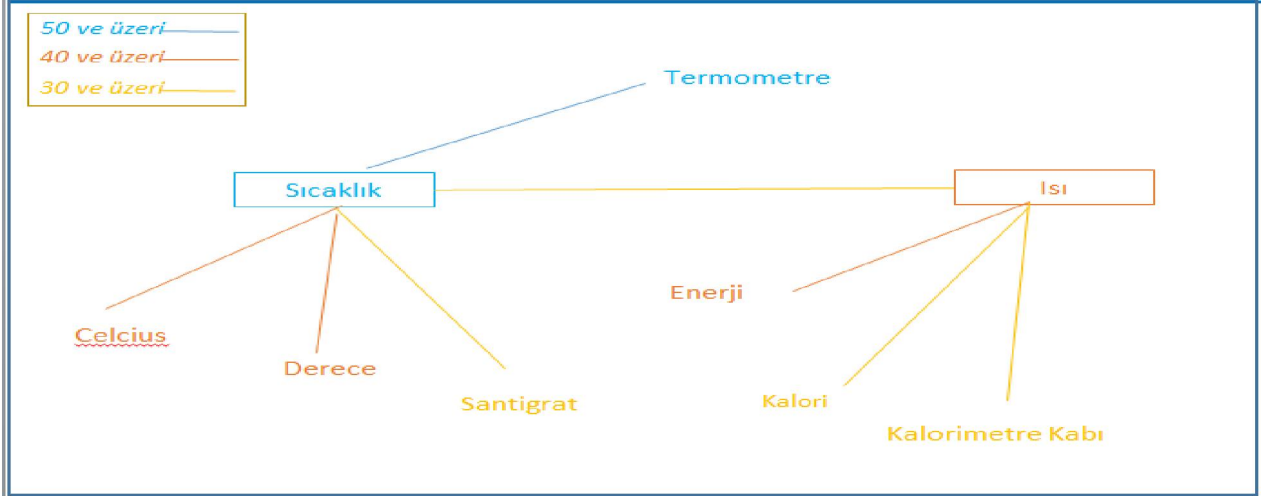 50 ve üzeri
40 ve üzeri
30 ve üzeri
Termometre
Sıcaklık
Isı
Enerji
Celcius
Derece
Santigrat
Kalori
Kalorimetre Kabı